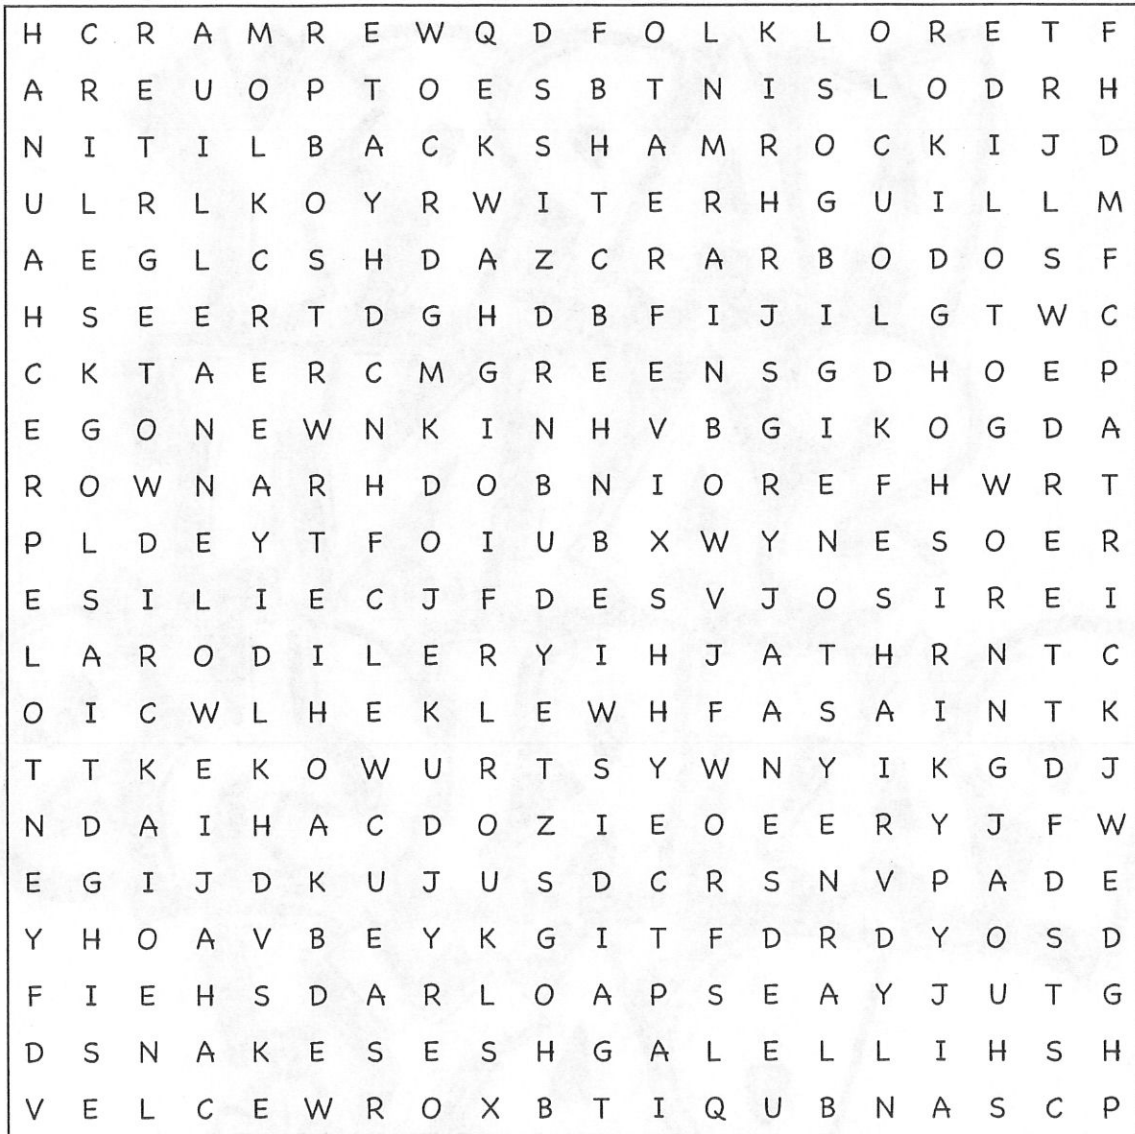 H C R A M R E W Q D F O L K L O R E T F
A R E U O P T O E S B T N I S L O D R H
N I T I L B A C K S H A M R O C K I J D
U L R L K O Y R W I T E R H G U I L L M
A E G L C S H D A Z C R A R B O D O S F
H S E E R T D G H D B F I J I L G T W C
C K T A E R C M G R E E N S G D H O E P
E G O N E W N K I N H V B G I K O G D A
R O W N A R H D O B N I O R E F H W R T
P L D E Y T F O I U B X W Y N E S O E R
E S I L I E C J F D E S V J O S I R E I
L A R O D I L E R Y I H J A T H R N T C
O I C W L H E K L E W H F A S A I N T K
T T K E K O W U R T S Y W N Y I K G D J
N D A I H A C D O Z I E O E E R Y J F W
E G I J D K U J U S D C R S N V P A D E
Y H O A V B E Y K G I T F D R D Y O S D
F I E H S D A R L O A P S E A Y J U T G
D S N A K E S E S H G A L E L L I H S H
V E L C E W R O X B T I Q U B N A S C P